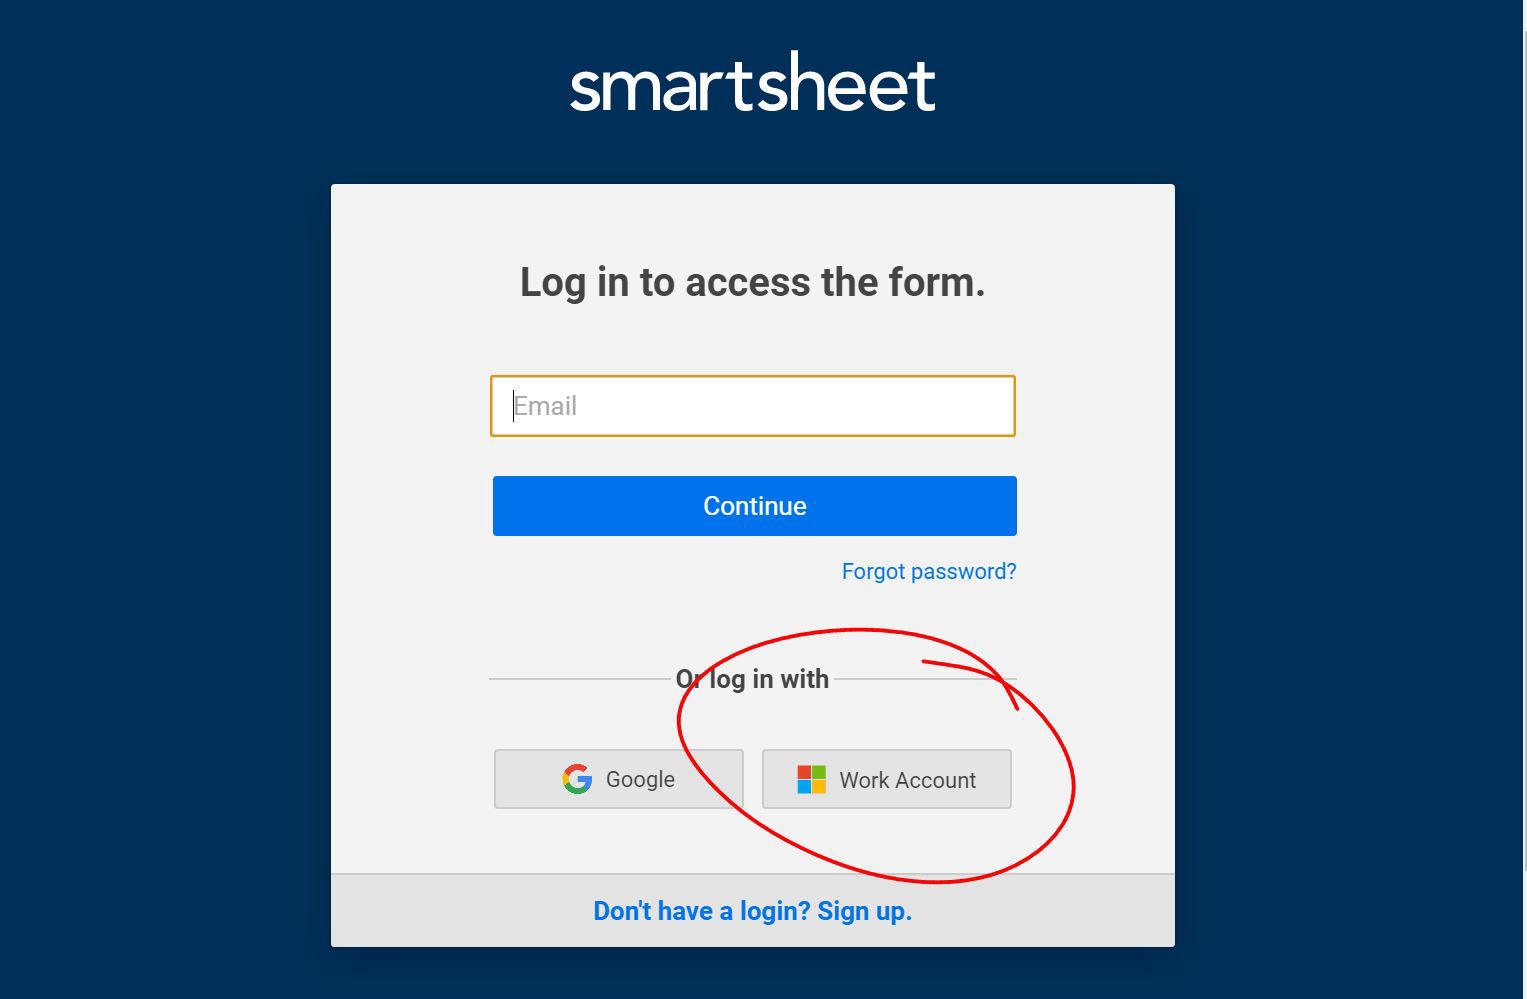 smartsheet
Log in to access the form.
Email
Continue
Forgot password?
Or log in with
Google
Work Account
Don't have a login? Sign up.